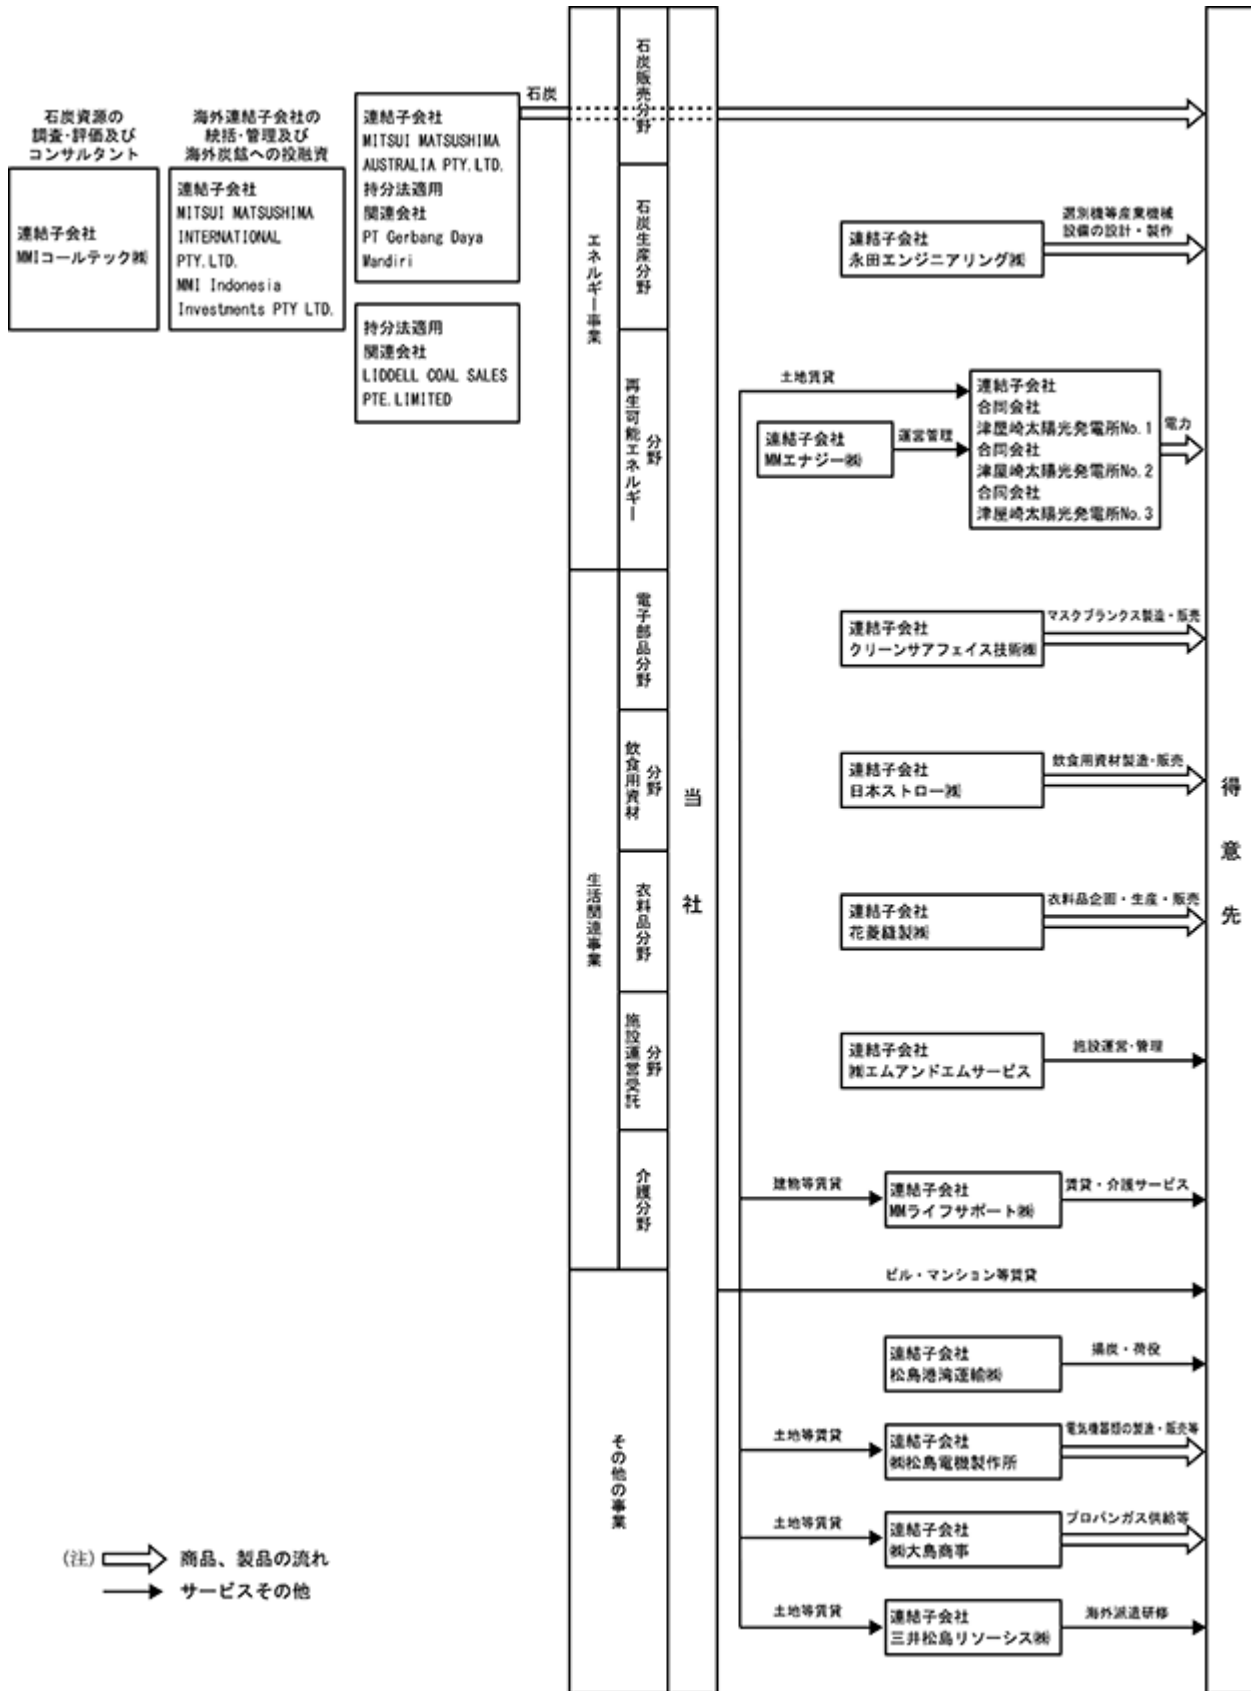 石炭資源の
調査・評価及び
コンサルタント
連結子会社
MMIコールテック㈱
海外連結子会社の
統括・管理及び
海外炭鉱への投融資
連結子会社
MITSUI MATSUSHIMA
INTERNATIONAL
PTY.LTD.
MMI Indonesia
Investments PTY LTD.
連結子会社
MITSUI MATSUSHIMA
AUSTRALIA PTY.LTD.
持分法適用
関連会社
PT Gerbang Daya
Mandiri
持分法適用
関連会社
LIDDELL COAL SALES
PTE.LIMITED
石炭
エネルギー事業
石炭販売分野
石炭生産分野
再生可能エネルギー
分野
生活関連事業
電子部品分野
飲食用資材
分野
衣料品分野
施設運営受託
分野
介護分野
その他の事業
当社
連結子会社
永田エンジニアリング㈱
選別機等産業機械
設備の設計・製作
土地賃貸
連結子会社
MMエナジー㈱
運営管理
連結子会社
合同会社
津屋崎太陽光発電所No.1
合同会社
津屋崎太陽光発電所No.2
合同会社
津屋崎太陽光発電所No.3
電力
連結子会社
クリーンサアフェイス技術㈱
マスクブランクス製造・販売
連結子会社
日本ストロー㈱
飲食用資材製造・販売
連結子会社
花菱縫製㈱
衣料品企画・生産・販売
連結子会社
㈱エムアンドエムサービス
施設運営・管理
建物等賃貸
連結子会社
MMライフサポート㈱
賃貸・介護サービス
ビル・マンション等賃貸
連結子会社
松島港湾運輸㈱
揚炭・荷役
土地等賃貸
連結子会社
㈱松島電機製作所
電気機器類の製造・販売等
土地等賃貸
連結子会社
㈱大島商事
プロパンガス供給等
土地等賃貸
連結子会社
三井松島リソーシス㈱
海外派遣研修
得意先
(注) 商品、製品の流れ
サービスその他